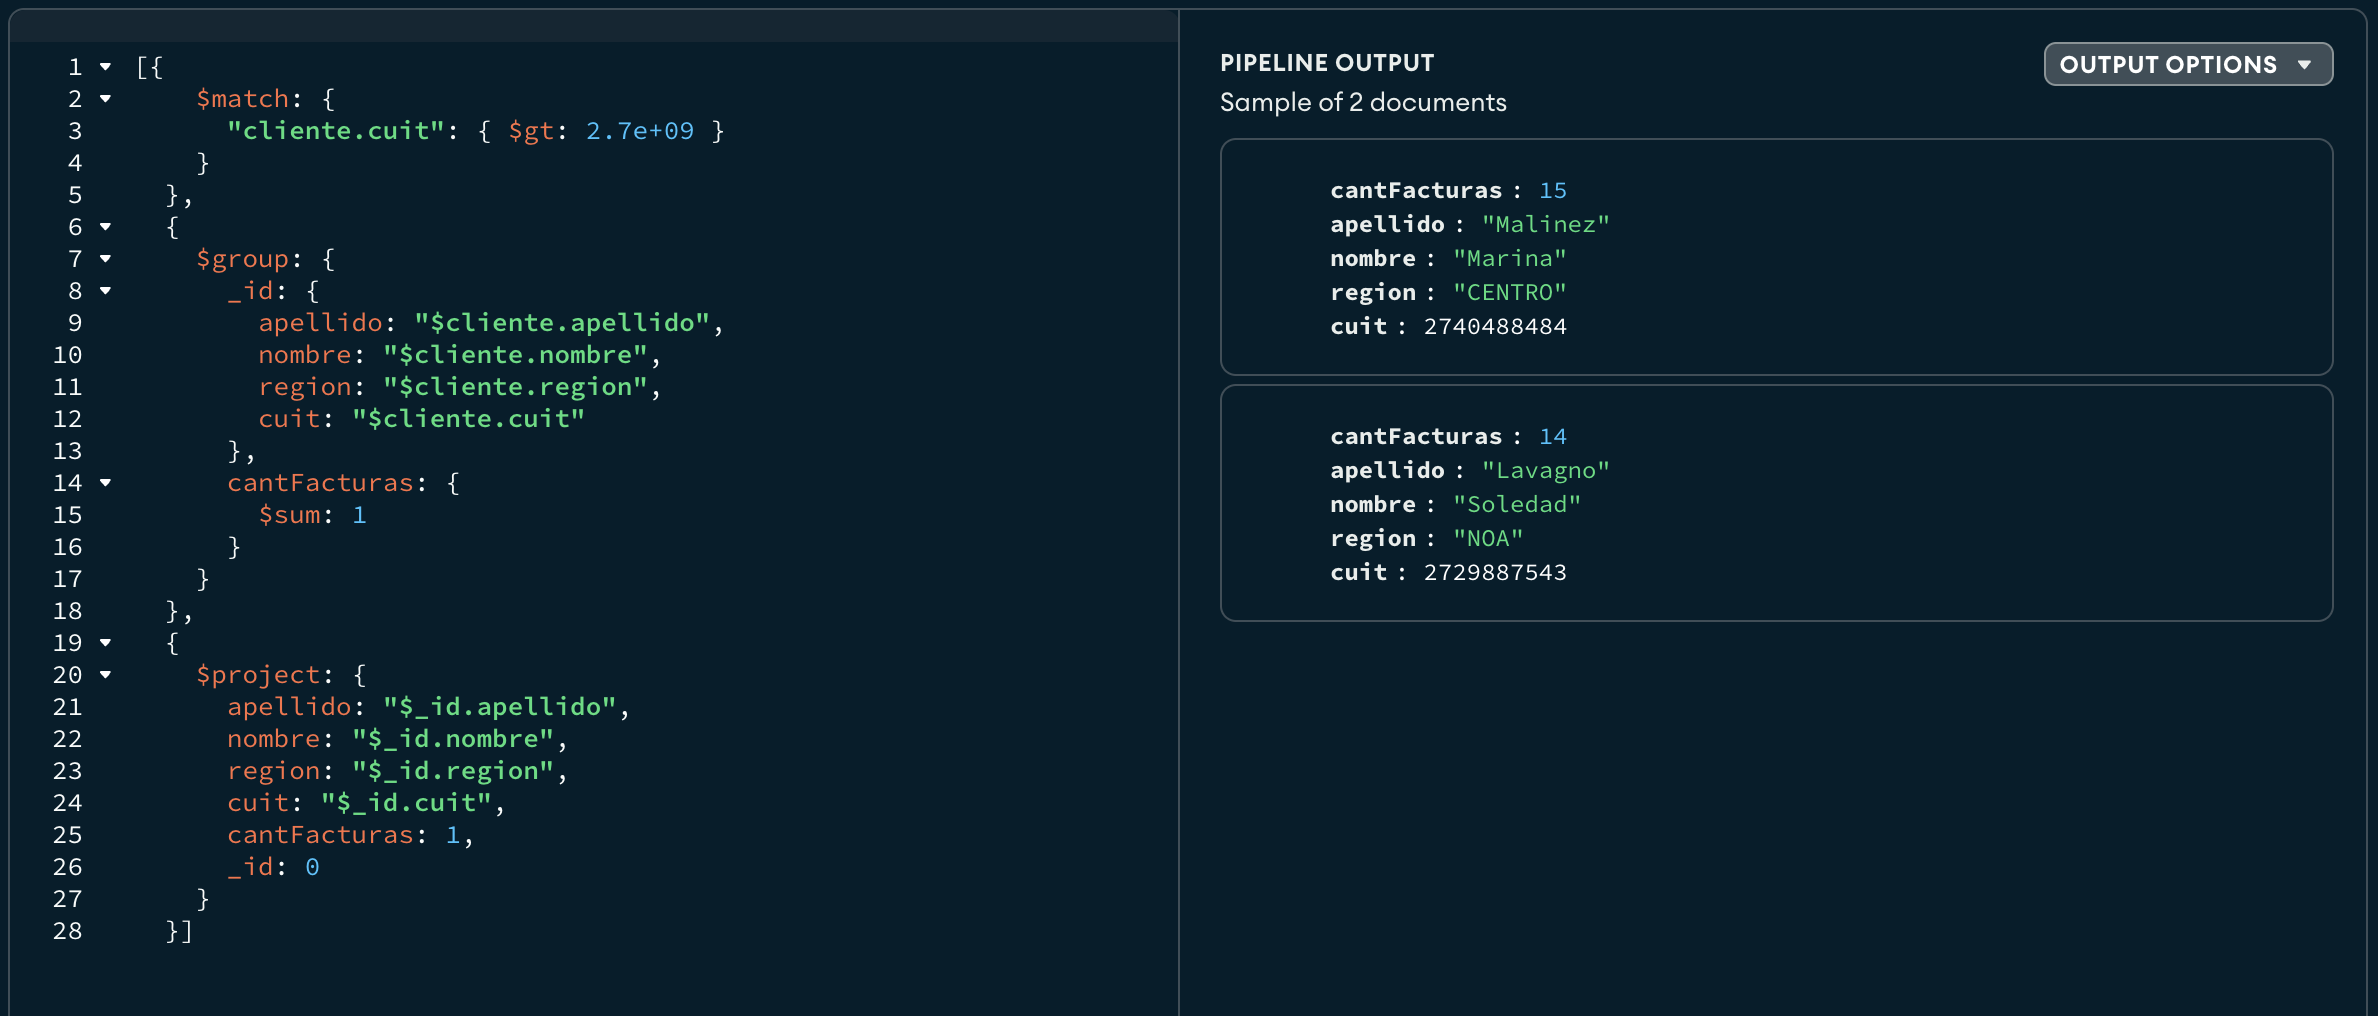 1 [{
2 $match: {
3 "cliente.cuit": { $gt: 2.7e+09 }
4 }
5 },
6 {
7 $group: {
8 _id: {
9 apellido: "$cliente.apellido",
10 nombre: "$cliente.nombre",
11 region: "$cliente.region",
12 cuit: "$cliente.cuit"
13 },
14 cantFacturas: {
15 $sum: 1
16 }
17 }
18 },
19 {
20 $project: {
21 apellido: "$_id.apellido",
22 nombre: "$_id.nombre",
23 region: "$_id.region",
24 cuit: "$_id.cuit",
25 cantFacturas: 1,
26 _id: 0
27 }
28 }]
PIPELINE OUTPUT
OUTPUT OPTIONS
Sample of 2 documents
cantFacturas : 15
apellido : "Malinez"
nombre : "Marina"
region : "CENTRO"
cuit : 2740488484
cantFacturas : 14
apellido : "Lavagno"
nombre : "Soledad"
region : "NOA"
cuit : 2729887543